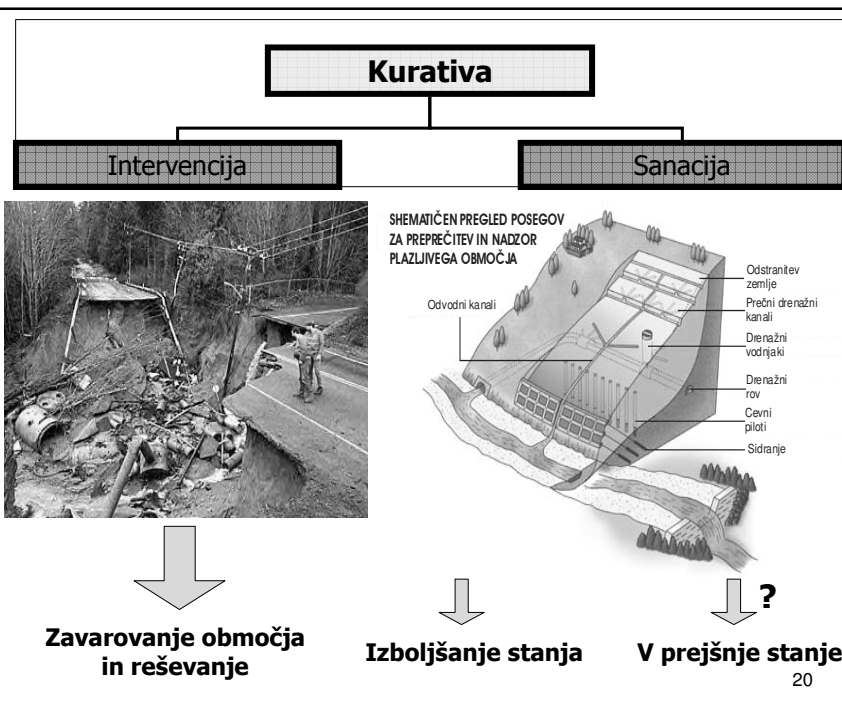 Kurativa
Intervencija
Sanacija
SHEMATIČEN PREGLED POSEGOV
ZA PREPREČITEV IN NADZOR
PLAZLJIVEGA OBMOČJA
Odvodni kanali
Odstranitev
zemlje
Prečni drenažni
kanali
Drenažni
vodnjaki
Drenažni
rov
Cevni
piloti
Sidranje
Zavarovanje območja
in reševanje
Izboljšanje stanja
?
V prejšnje stanje
20